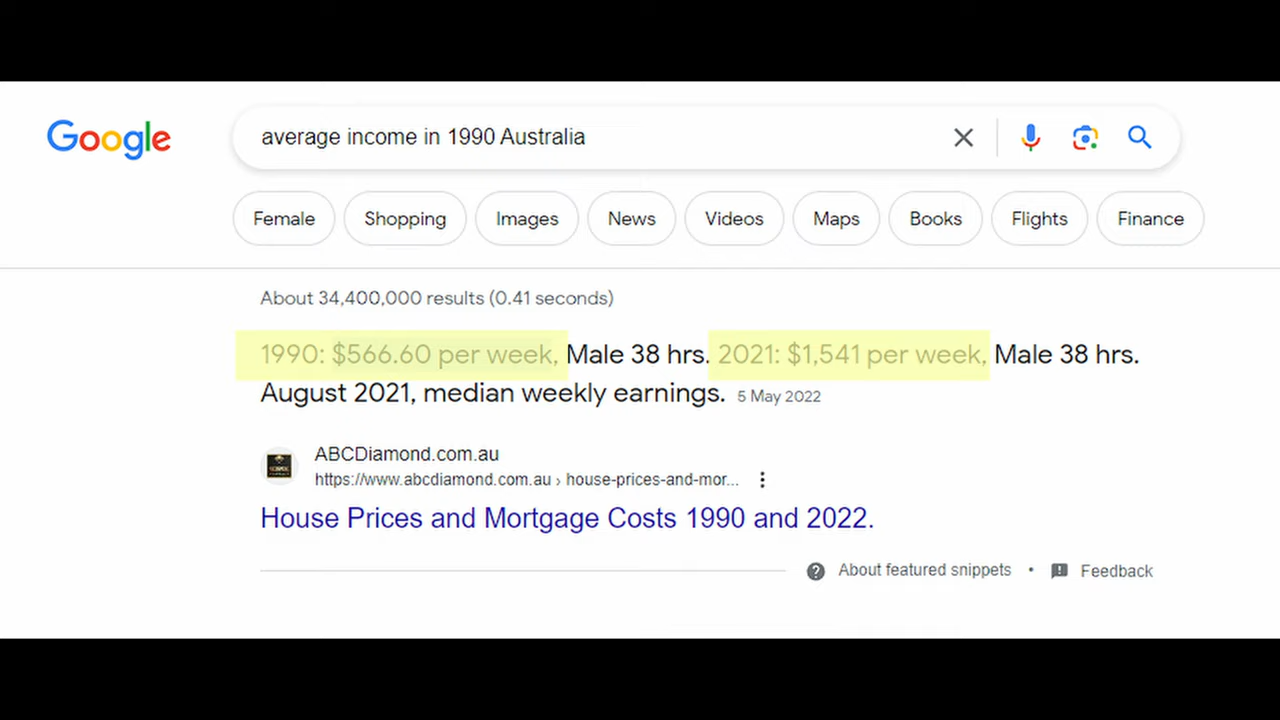 Google
average income in 1990 Australia
Female Shopping Images News Videos Maps Books Flights Finance
About 34,400,000 results (0.41 seconds)
1990: $566.60 per week, Male 38 hrs. 2021: $1,541 per week, Male 38 hrs.
August 2021, median weekly earnings. 5 May 2022
ABCDiamond.com.au
https://www.abcdiamond.com.au › house-prices-and-mor...
House Prices and Mortgage Costs 1990 and 2022.
About featured snippets • Feedback